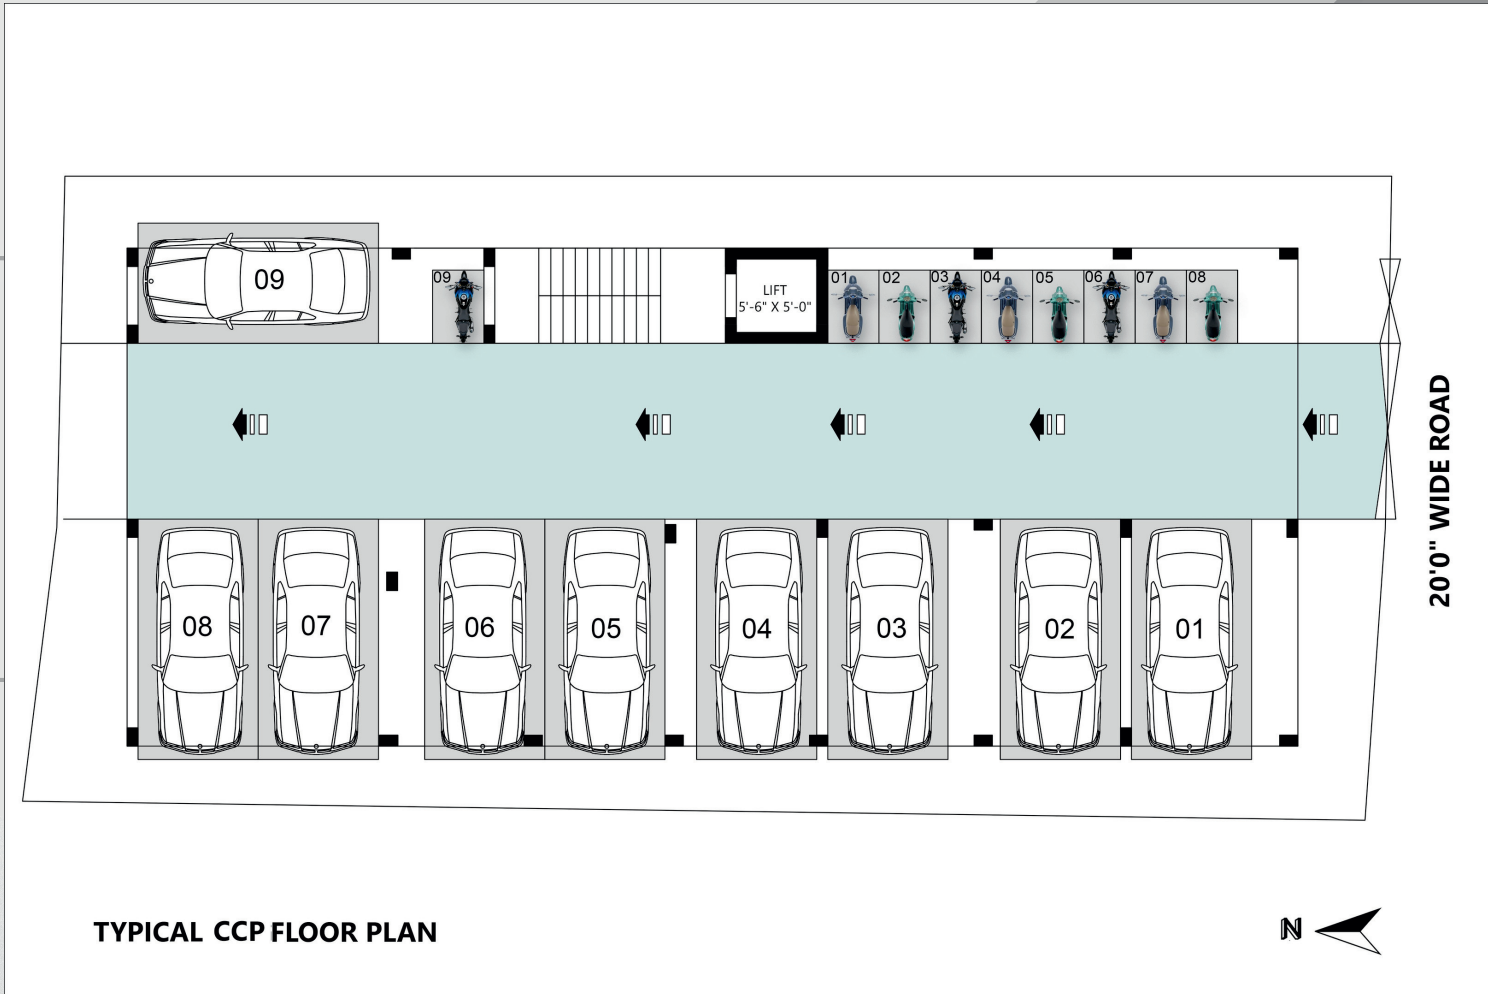 09
09
LIFT
5'-6" X 5'-0"
01 02 03 04 05 06 07 08
20'0" WIDE ROAD
08 07 06 05 04 03 02 01
TYPICAL CCP FLOOR PLAN
N